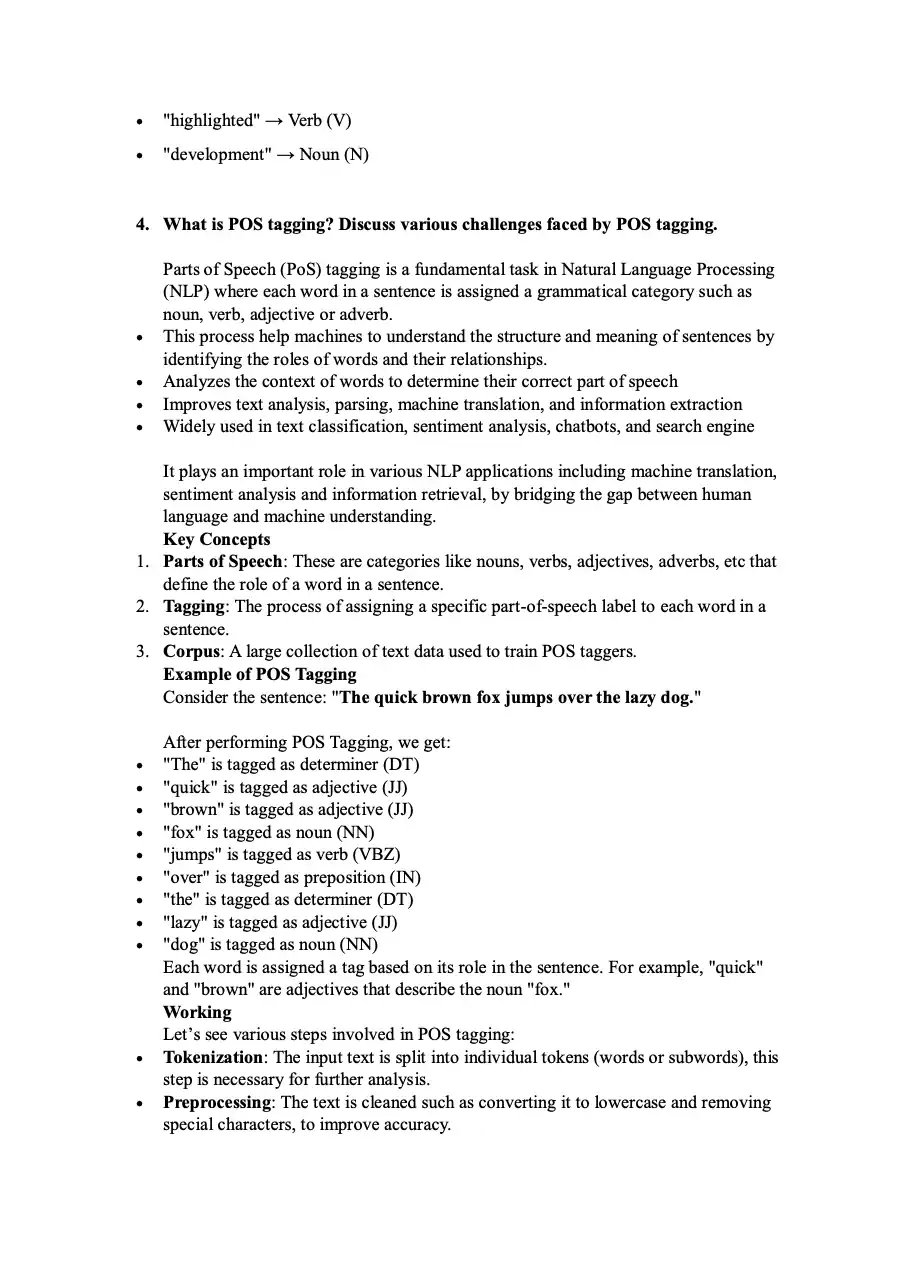 • "highlighted" → Verb (V)
• "development" → Noun (N)
4. What is POS tagging? Discuss various challenges faced by POS tagging.
Parts of Speech (PoS) tagging is a fundamental task in Natural Language Processing
(NLP) where each word in a sentence is assigned a grammatical category such as
noun, verb, adjective or adverb.
• This process help machines to understand the structure and meaning of sentences by
identifying the roles of words and their relationships.
• Analyzes the context of words to determine their correct part of speech
• Improves text analysis, parsing, machine translation, and information extraction
• Widely used in text classification, sentiment analysis, chatbots, and search engine
It plays an important role in various NLP applications including machine translation,
sentiment analysis and information retrieval, by bridging the gap between human
language and machine understanding.
Key Concepts
1. Parts of Speech: These are categories like nouns, verbs, adjectives, adverbs, etc that
define the role of a word in a sentence.
2. Tagging: The process of assigning a specific part-of-speech label to each word in a
sentence.
3. Corpus: A large collection of text data used to train POS taggers.
Example of POS Tagging
Consider the sentence: "The quick brown fox jumps over the lazy dog."
After performing POS Tagging, we get:
• "The" is tagged as determiner (DT)
• "quick" is tagged as adjective (JJ)
• "brown" is tagged as adjective (JJ)
• "fox" is tagged as noun (NN)
• "jumps" is tagged as verb (VBZ)
• "over" is tagged as preposition (IN)
• "the" is tagged as determiner (DT)
• "lazy" is tagged as adjective (JJ)
• "dog" is tagged as noun (NN)
Each word is assigned a tag based on its role in the sentence. For example, "quick"
and "brown" are adjectives that describe the noun "fox."
Working
Let’s see various steps involved in POS tagging:
• Tokenization: The input text is split into individual tokens (words or subwords), this
step is necessary for further analysis.
• Preprocessing: The text is cleaned such as converting it to lowercase and removing
special characters, to improve accuracy.